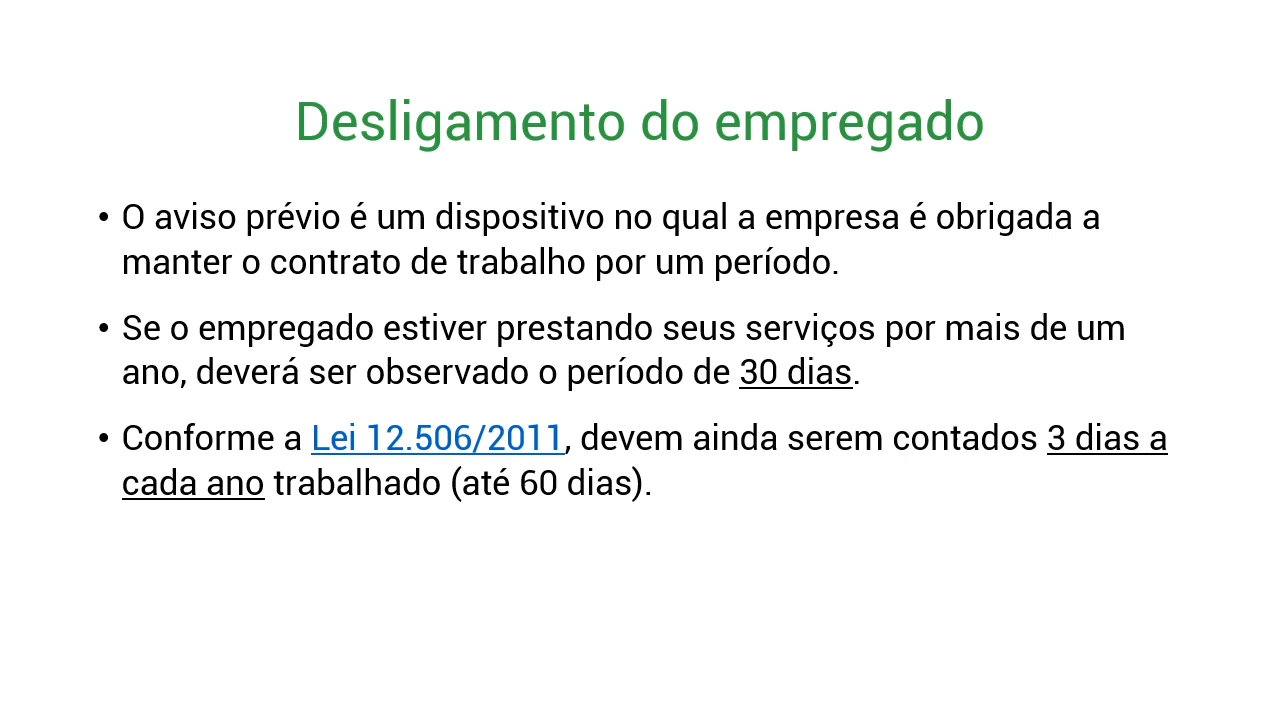 Desligamento do empregado
• O aviso prévio é um dispositivo no qual a empresa é obrigada a
manter o contrato de trabalho por um período.
• Se o empregado estiver prestando seus serviços por mais de um
ano, deverá ser observado o período de 30 dias.
• Conforme a Lei 12.506/2011, devem ainda serem contados 3 dias a
cada ano trabalhado (até 60 dias).